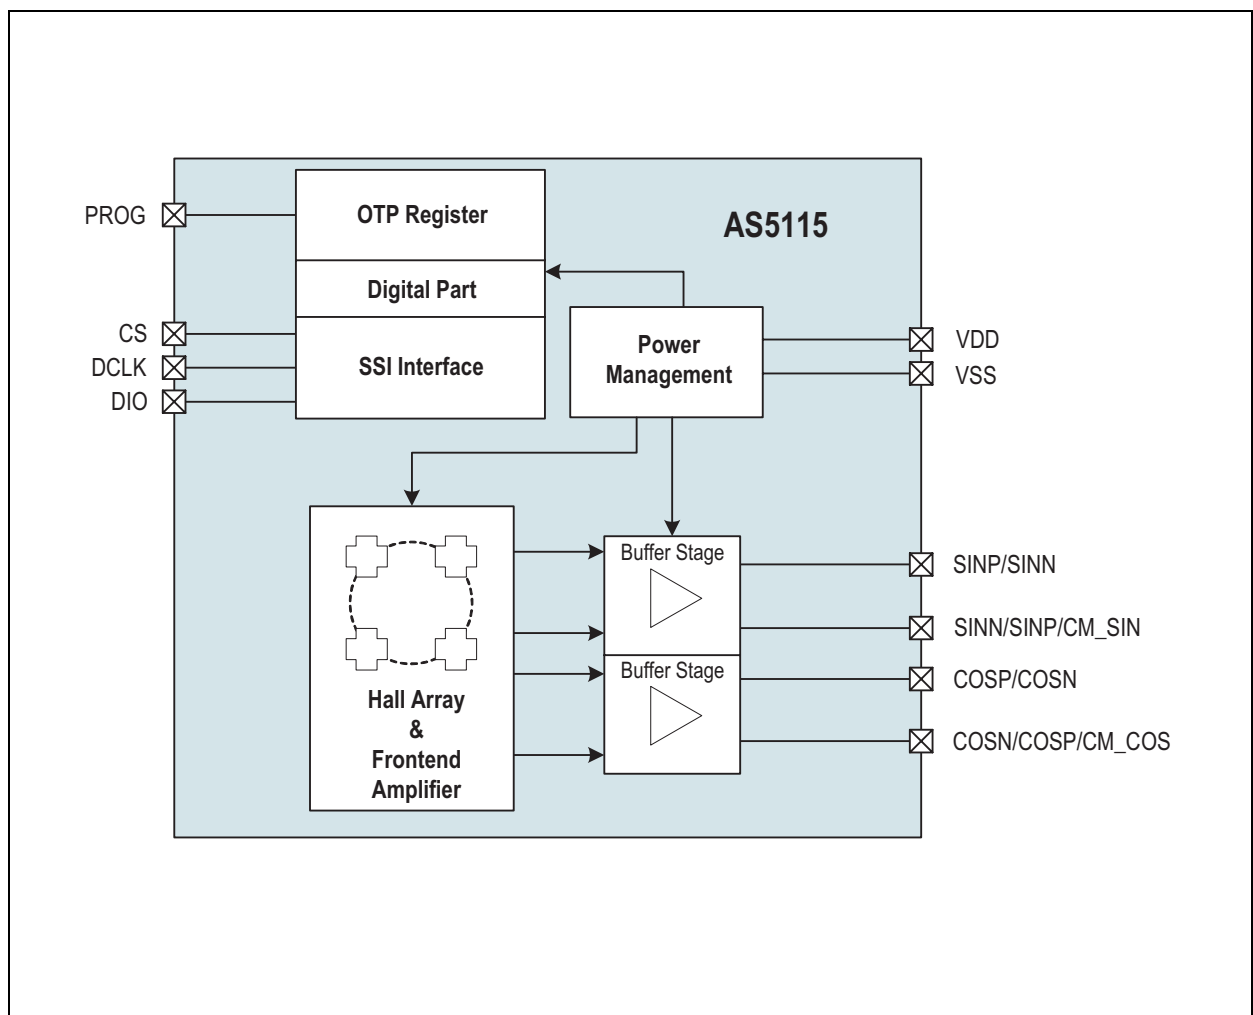 AS5115
PROG
OTP Register
Digital Part
CS
DCLK
DIO
SSI Interface
Power
Management
VDD
VSS
Hall Array
&
Frontend
Amplifier
Buffer Stage
Buffer Stage
SINP/SINN
SINN/SINP/CM_SIN
COSP/COSN
COSN/COSP/CM_COS